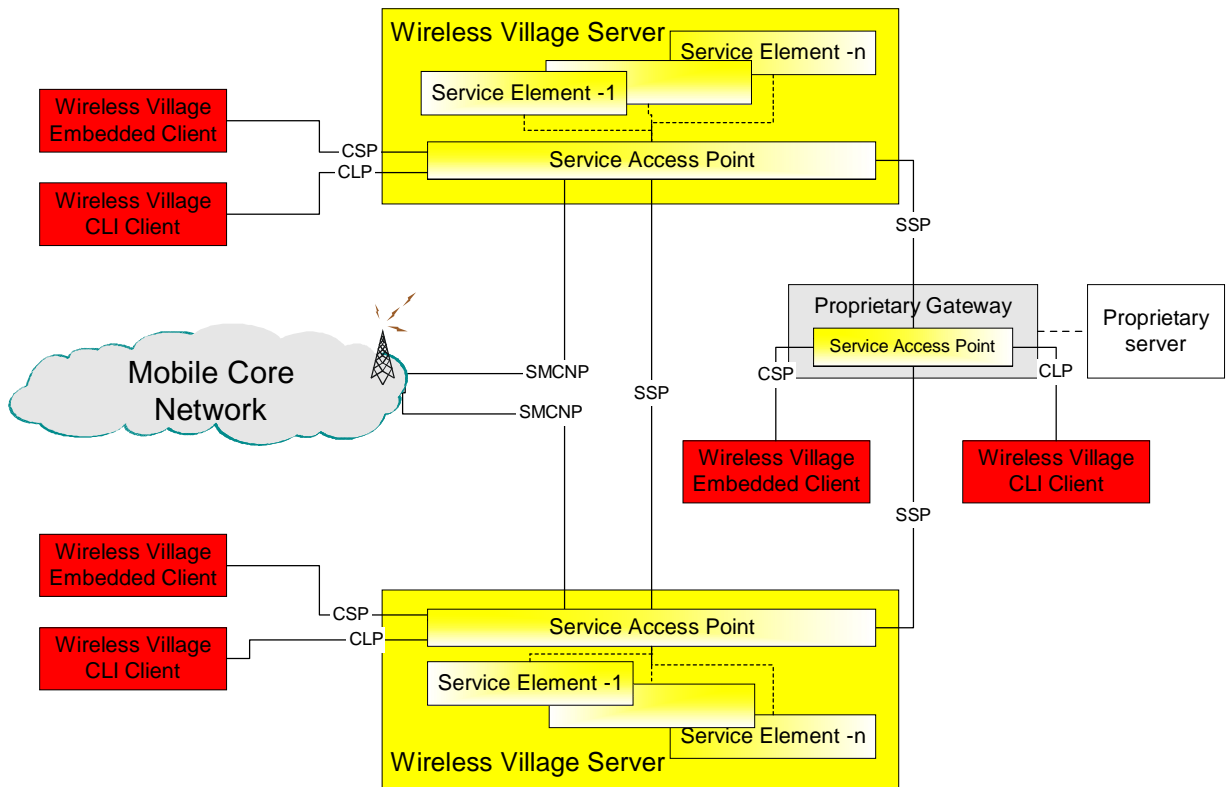 Wireless Village Server
Service Element -n
Service Element -1
Wireless Village
Embedded Client
CSP
Service Access Point
CLP
Wireless Village
CLI Client
SSP
Proprietary Gateway
Service Access Point
Proprietary
server
CSP
CLP
Mobile Core
Network
SMCNP
SMCNP
SSP
Wireless Village
Embedded Client
Wireless Village
CLI Client
SSP
Wireless Village
Embedded Client
CSP
Service Access Point
CLP
Wireless Village
CLI Client
Service Element -1
Service Element -n
Wireless Village Server